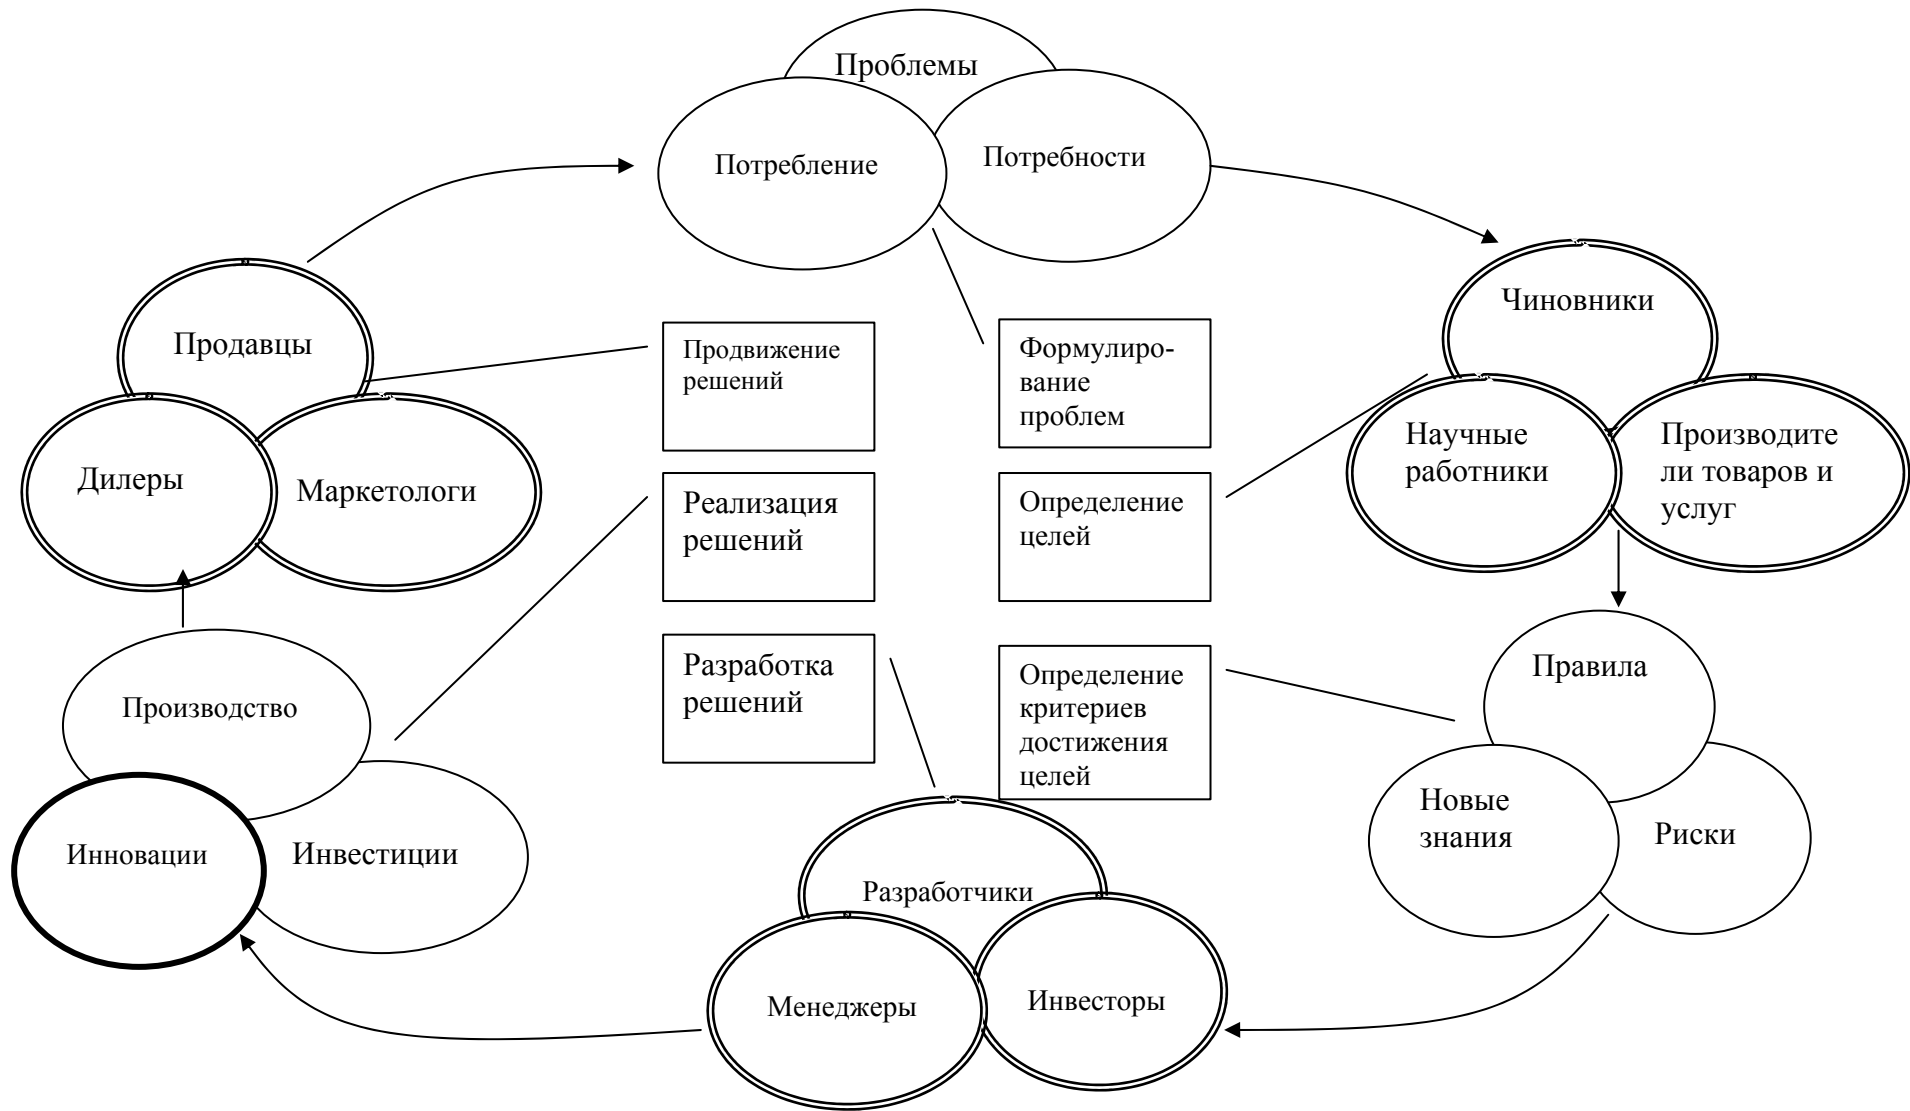 Проблемы
Потребление
Потребности
Чиновники
Научные
работники
Производите
ли товаров и
услуг
Продавцы
Дилеры
Маркетологи
Продвижение
решений
Формулиро-
вание
проблем
Реализация
решений
Определение
целей
Разработка
решений
Определение
критериев
достижения
целей
Правила
Новые
знания
Риски
Производство
Инновации
Инвестиции
Разработчики
Менеджеры
Инвесторы